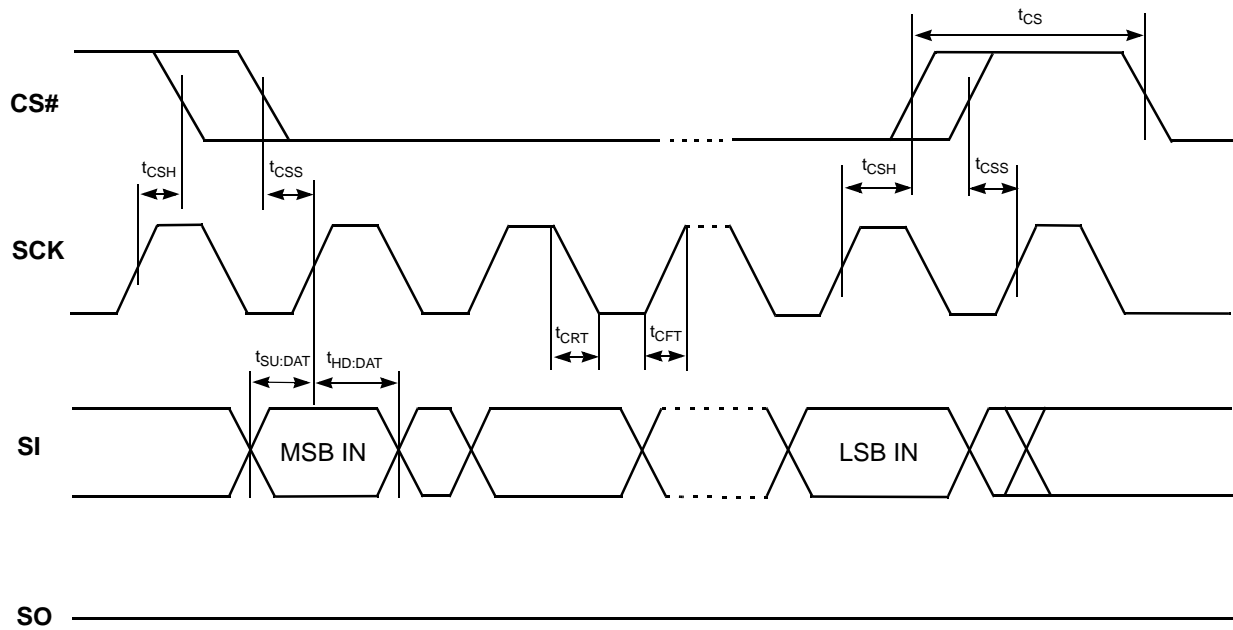 tCS
CS#
tCSH
tCSS
tCSH
tCSS
SCK
tCRT
tCFT
tSU:DAT
tHD:DAT
SI
MSB IN
LSB IN
SO